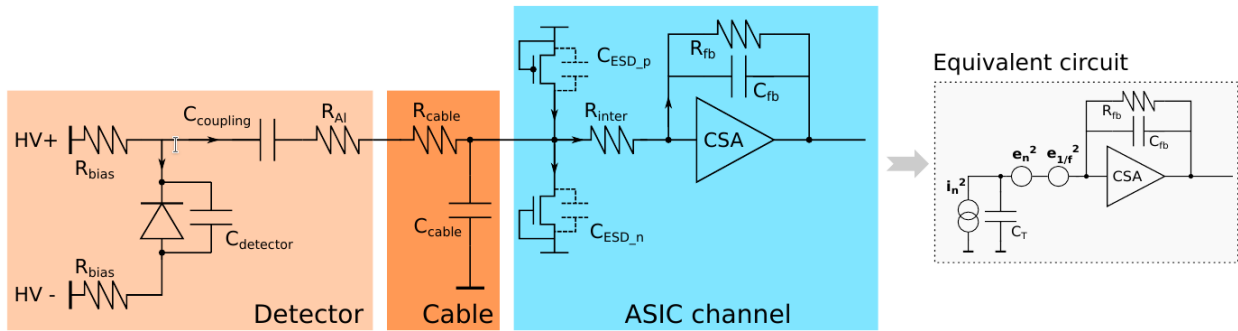 HV+
R_bias
C_coupling
R_Al
R_cable
C_cable
C_detector
R_bias
HV -
Detector
Cable
C_ESD_p
C_ESD_n
R_inter
R_fb
C_fb
CSA
ASIC channel
Equivalent circuit
R_fb
C_fb
CSA
e_n^2
e_1/f^2
i_n^2
C_T